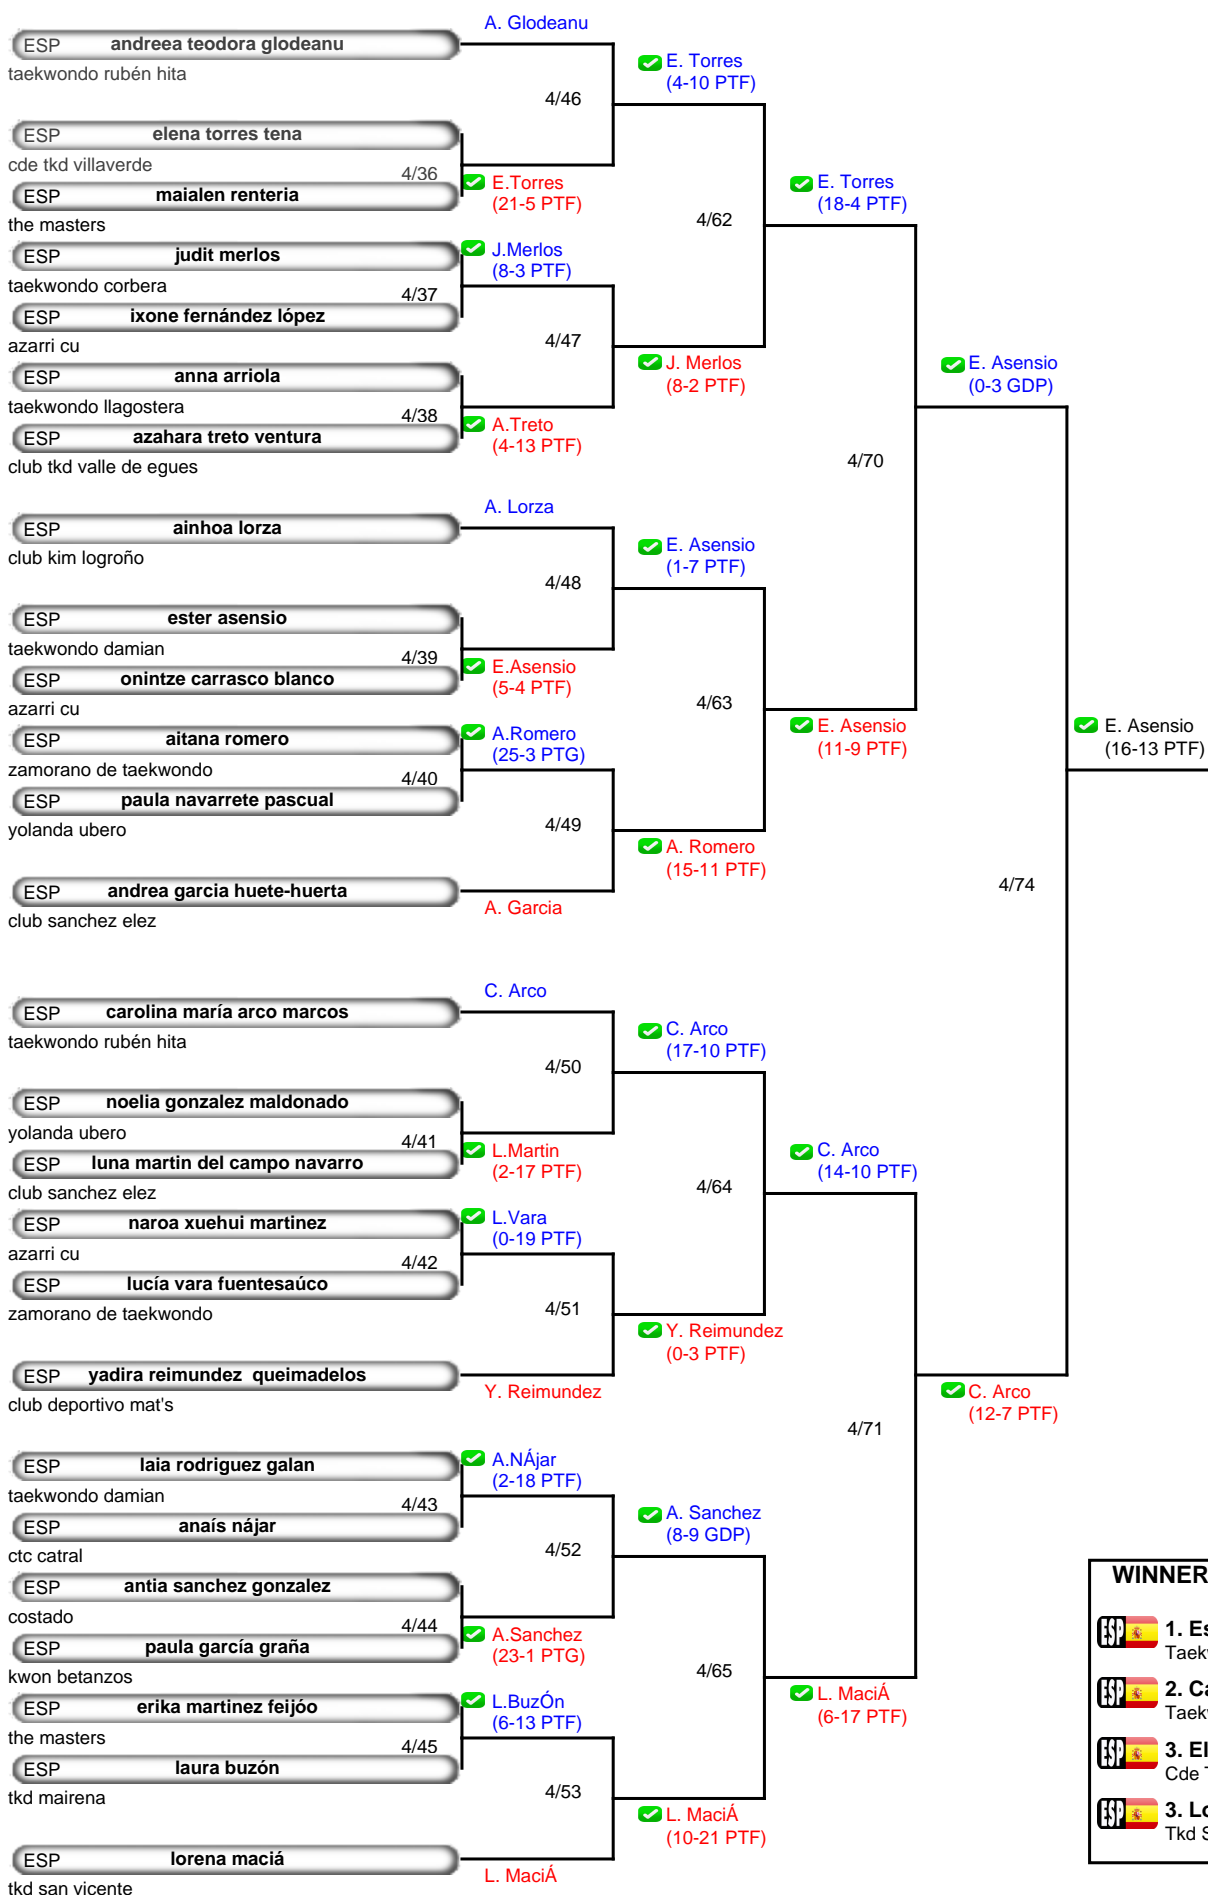 A. Glodeanu
ESP andreea teodora glodeanu
taekwondo rubén hita
E. Torres
(4-10 PTF)
4/46
ESP elena torres tena
cde tkd villaverde
4/36
E.Torres
(21-5 PTF)
ESP maialen renteria
the masters
E. Torres
(18-4 PTF)
4/62
ESP judit merlos
taekwondo corbera
J.Merlos
(8-3 PTF)
4/37
ESP ixone fernández lópez
azarri cu
4/47
J. Merlos
(8-2 PTF)
ESP anna arriola
taekwondo llagostera
4/38
A.Treto
(4-13 PTF)
ESP azahara treto ventura
club tkd valle de egues
E. Asensio
(0-3 GDP)
4/70
A. Lorza
ESP ainhoa lorza
club kim logroño
E. Asensio
(1-7 PTF)
4/48
ESP ester asensio
taekwondo damian
4/39
E.Asensio
(5-4 PTF)
ESP onintze carrasco blanco
azarri cu
4/63
E. Asensio
(11-9 PTF)
ESP aitana romero
zamorano de taekwondo
A.Romero
(25-3 PTG)
4/40
ESP paula navarrete pascual
yolanda ubero
4/49
A. Romero
(15-11 PTF)
ESP andrea garcia huete-huerta
club sanchez elez
A. Garcia
E. Asensio
(16-13 PTF)
4/74
C. Arco
ESP carolina maría arco marcos
taekwondo rubén hita
C. Arco
(17-10 PTF)
4/50
ESP noelia gonzalez maldonado
yolanda ubero
4/41
L.Martin
(2-17 PTF)
ESP luna martin del campo navarro
club sanchez elez
C. Arco
(14-10 PTF)
4/64
ESP naroa xuehui martinez
azarri cu
L.Vara
(0-19 PTF)
4/42
ESP lucía vara fuentesaúco
zamorano de taekwondo
4/51
Y. Reimundez
(0-3 PTF)
ESP yadira reimundez queimadelos
club deportivo mat's
Y. Reimundez
C. Arco
(12-7 PTF)
4/71
ESP laia rodriguez galan
taekwondo damian
A.NÁjar
(2-18 PTF)
4/43
ESP anaís nájar
ctc catral
A. Sanchez
(8-9 GDP)
4/52
ESP antia sanchez gonzalez
costado
4/44
A.Sanchez
(23-1 PTG)
ESP paula garcía graña
kwon betanzos
4/65
L. MaciÁ
(6-17 PTF)
ESP erika martinez feijóo
the masters
L.BuzÓn
(6-13 PTF)
4/45
ESP laura buzón
tkd mairena
4/53
L. MaciÁ
(10-21 PTF)
ESP lorena maciá
tkd san vicente
L. MaciÁ
WINNER
ESP 1. Es
Taekw
ESP 2. Ca
Taekw
ESP 3. El
Cde T
ESP 3. Lo
Tkd S